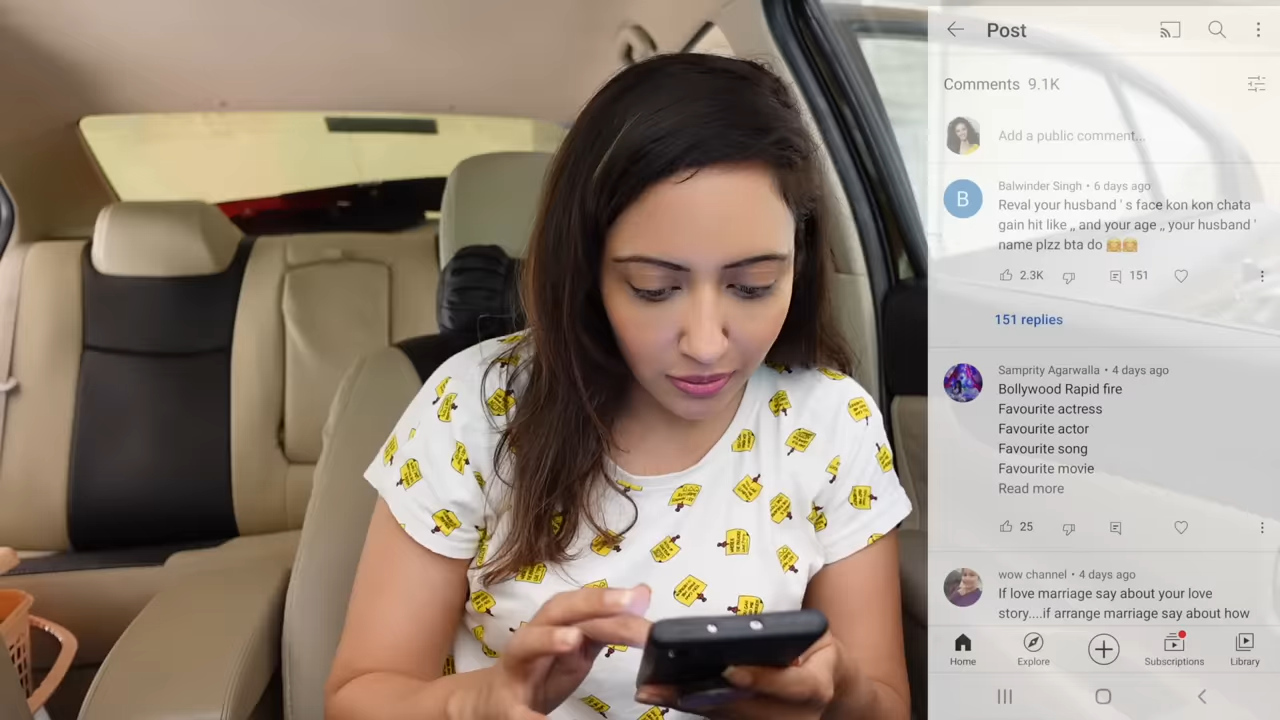 Post
Comments 9.1K
Add a public comment...
B
Balwinder Singh • 6 days ago
Reval your husband ' s face kon kon chata
gain hit like ,, and your age ,, your husband '
name plzz bta do
2.3K 151
151 replies
Samprity Agarwalla • 4 days ago
Bollywood Rapid fire
Favourite actress
Favourite actor
Favourite song
Favourite movie
Read more
25
wow channel • 4 days ago
If love marriage say about your love
story....if arrange marriage say about how
Home Explore Subscriptions Library